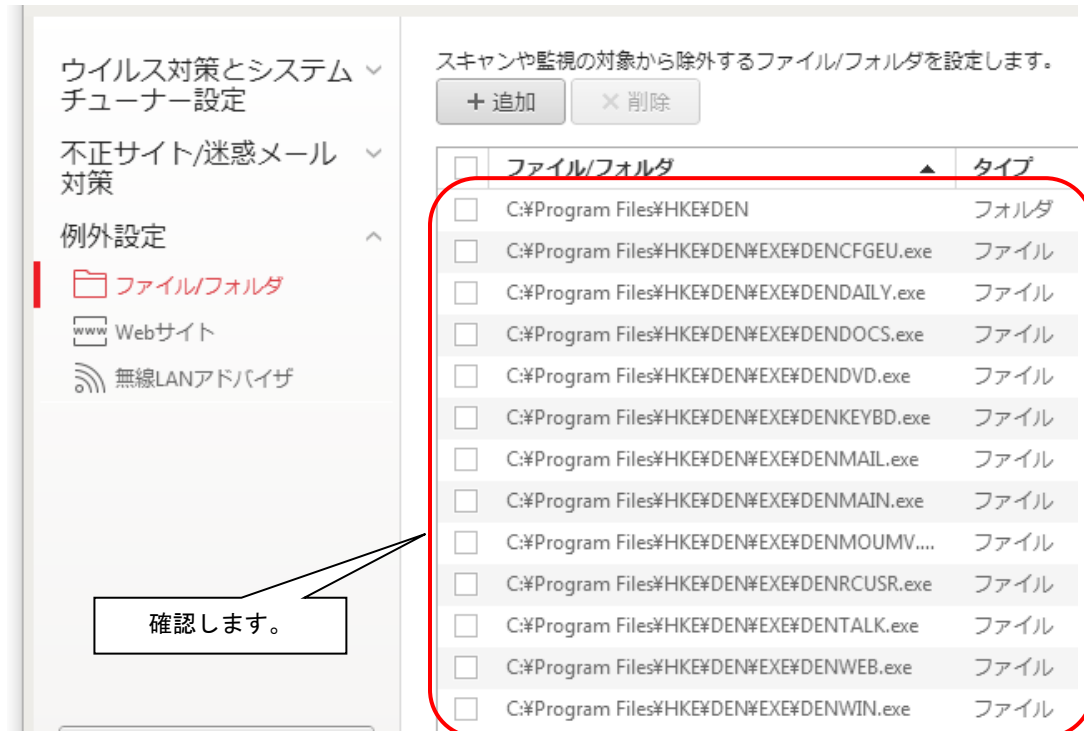 ウイルス対策とシステム
チューナー設定
不正サイト/迷惑メール
対策
例外設定
ファイル/フォルダ
www Webサイト
無線LANアドバイザ
確認します。
スキャンや監視の対象から除外するファイル/フォルダを設定します。
+ 追加 × 削除
ファイル/フォルダ ▲ タイプ
C:¥Program Files¥HKE¥DEN フォルダ
C:¥Program Files¥HKE¥DEN¥EXE¥DENCFGEU.exe ファイル
C:¥Program Files¥HKE¥DEN¥EXE¥DENDAILY.exe ファイル
C:¥Program Files¥HKE¥DEN¥EXE¥DENDOCS.exe ファイル
C:¥Program Files¥HKE¥DEN¥EXE¥DENDVD.exe ファイル
C:¥Program Files¥HKE¥DEN¥EXE¥DENKEYBD.exe ファイル
C:¥Program Files¥HKE¥DEN¥EXE¥DENMAIL.exe ファイル
C:¥Program Files¥HKE¥DEN¥EXE¥DENMAIN.exe ファイル
C:¥Program Files¥HKE¥DEN¥EXE¥DENMOUMV.... ファイル
C:¥Program Files¥HKE¥DEN¥EXE¥DENRCUSR.exe ファイル
C:¥Program Files¥HKE¥DEN¥EXE¥DENTALK.exe ファイル
C:¥Program Files¥HKE¥DEN¥EXE¥DENWEB.exe ファイル
C:¥Program Files¥HKE¥DEN¥EXE¥DENWIN.exe ファイル